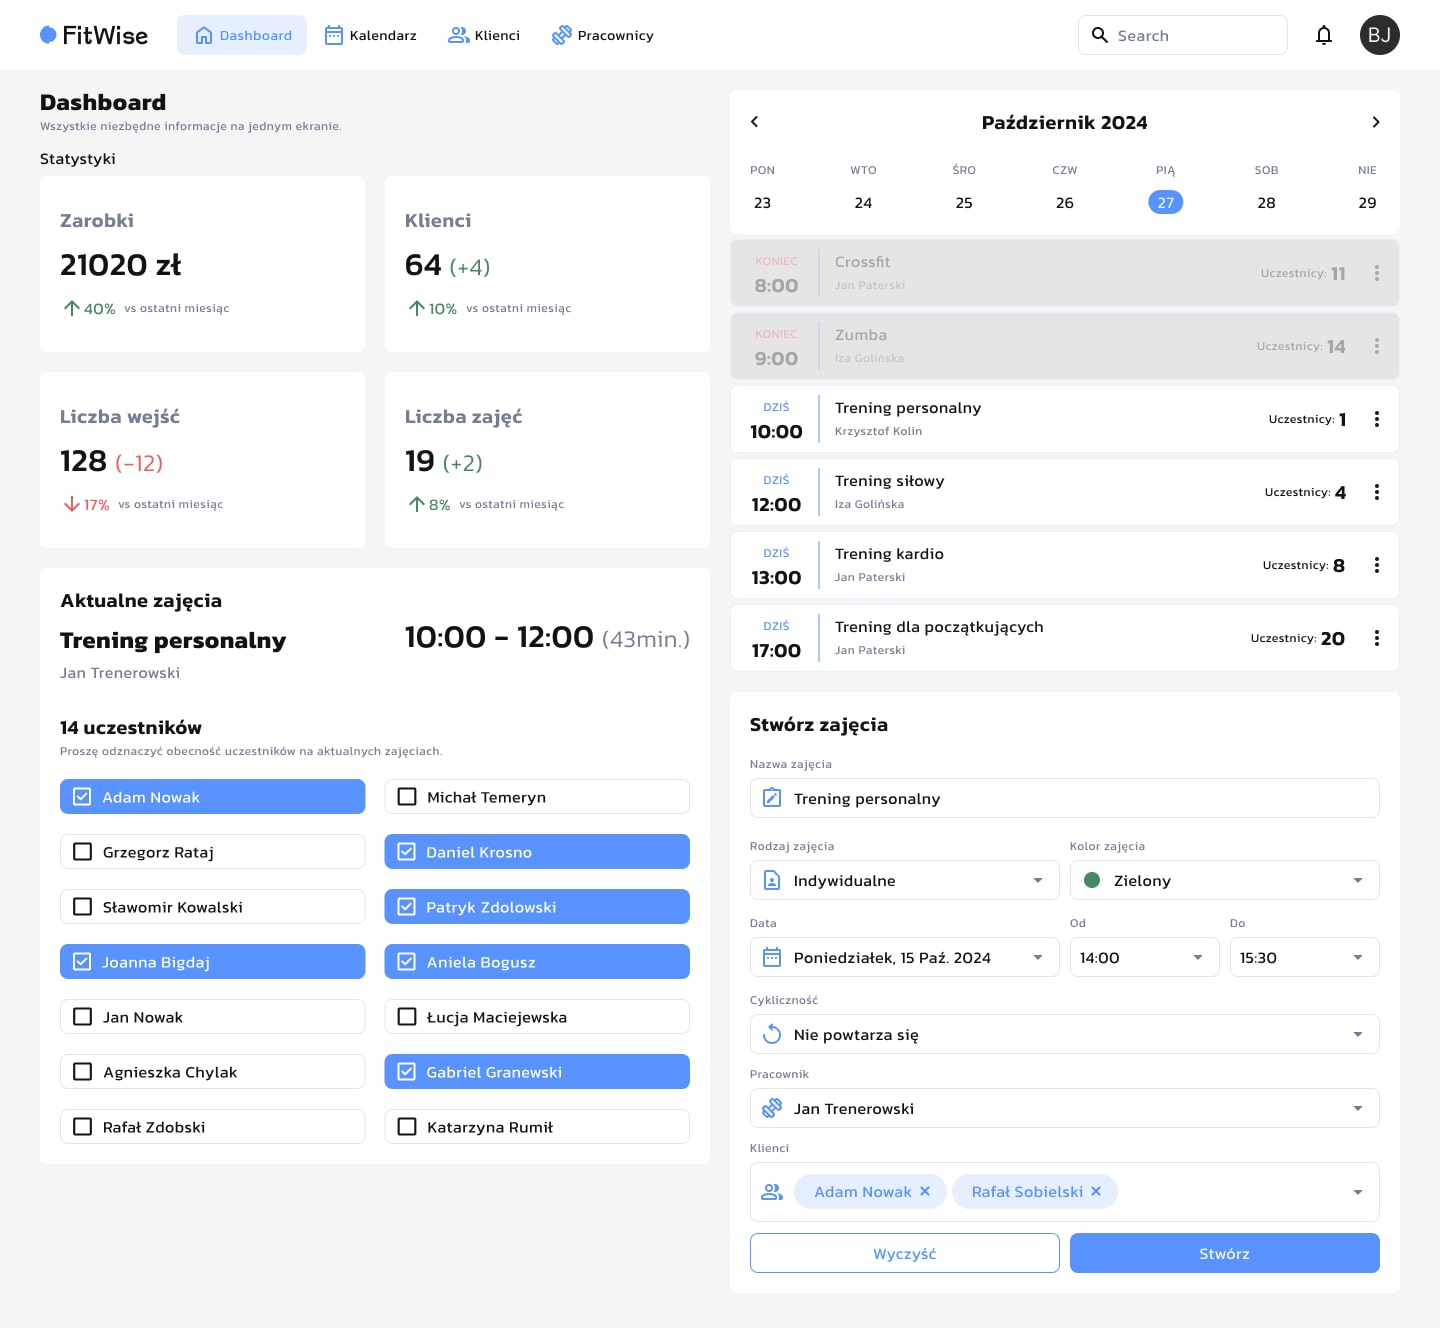 FitWise
Dashboard
Kalendarz
Klienci
Pracownicy
Search
BJ
Dashboard
Wszystkie niezbędne informacje na jednym ekranie.
Statystyki
Zarobki
21020 zł
40% vs ostatni miesiąc
Klienci
64 (+4)
10% vs ostatni miesiąc
Liczba wejść
128 (-12)
17% vs ostatni miesiąc
Liczba zajęć
19 (+2)
8% vs ostatni miesiąc
Aktualne zajęcia
Trening personalny
10:00 - 12:00 (43min.)
Jan Trenerowski
14 uczestników
Proszę odznaczyć obecność uczestników na aktualnych zajęciach.
Adam Nowak
Michał Temeryn
Grzegorz Rataj
Daniel Krosno
Sławomir Kowalski
Patryk Zdolowski
Joanna Bigdaj
Aniela Bogusz
Jan Nowak
Łucja Maciejewska
Agnieszka Chylak
Gabriel Granewski
Rafał Zdobski
Katarzyna Rumił
Październik 2024
PON WTO ŚRO CZW PIĄ SOB NIE
23 24 25 26 27 28 29
KONIEC
8:00
Crossfit
Jan Paterski
Uczestnicy: 11
KONIEC
9:00
Zumba
Iza Golińska
Uczestnicy: 14
DZIŚ
10:00
Trening personalny
Krzysztof Kolin
Uczestnicy: 1
DZIŚ
12:00
Trening siłowy
Iza Golińska
Uczestnicy: 4
DZIŚ
13:00
Trening kardio
Jan Paterski
Uczestnicy: 8
DZIŚ
17:00
Trening dla początkujących
Jan Paterski
Uczestnicy: 20
Stwórz zajęcia
Nazwa zajęcia
Trening personalny
Rodzaj zajęcia
Indywidualne
Kolor zajęcia
Zielony
Data
Poniedziałek, 15 Paź. 2024
Od
14:00
Do
15:30
Cykliczność
Nie powtarza się
Pracownik
Jan Trenerowski
Klienci
Adam Nowak ✕
Rafał Sobielski ✕
Wyczyść
Stwórz